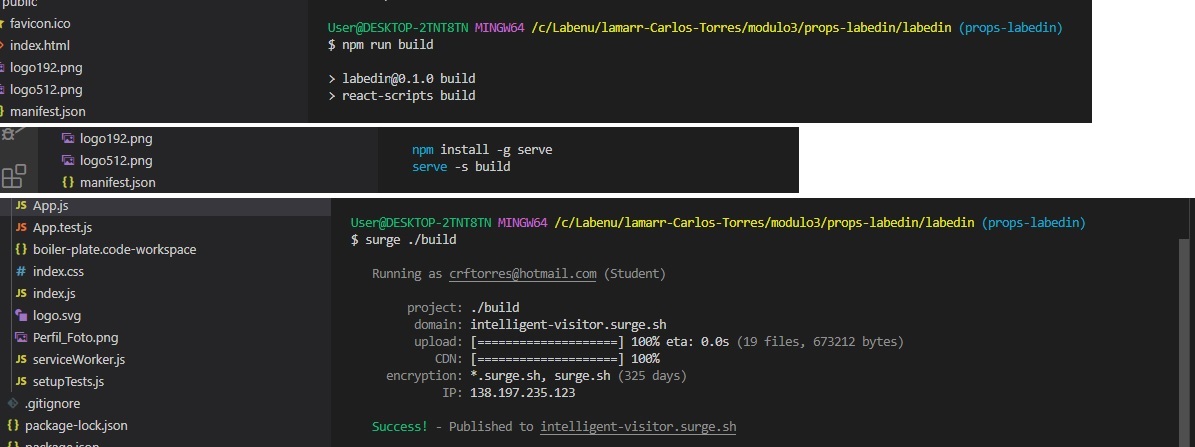 public
favicon.ico
index.html
logo192.png
logo512.png
manifest.json
User@DESKTOP-2TNT8TN MINGW64 /c/Labenu/lamarr-Carlos-Torres/modulo3/props-labedin/labedin (props-labedin)
$ npm run build
> labedin@0.1.0 build
> react-scripts build
logo192.png
logo512.png
{} manifest.json
npm install -g serve
serve -s build
JS App.js
JS App.test.js
{} boiler-plate.code-workspace
# index.css
JS index.js
logo.svg
Perfil_Foto.png
JS serviceWorker.js
JS setupTests.js
.gitignore
{} package-lock.json
package.json
User@DESKTOP-2TNT8TN MINGW64 /c/Labenu/lamarr-Carlos-Torres/modulo3/props-labedin/labedin (props-labedin)
$ surge ./build
Running as crftorres@hotmail.com (Student)
project: ./build
domain: intelligent-visitor.surge.sh
upload: [====================] 100% eta: 0.0s (19 files, 673212 bytes)
CDN: [====================] 100%
encryption: *.surge.sh, surge.sh (325 days)
IP: 138.197.235.123
Success! - Published to intelligent-visitor.surge.sh